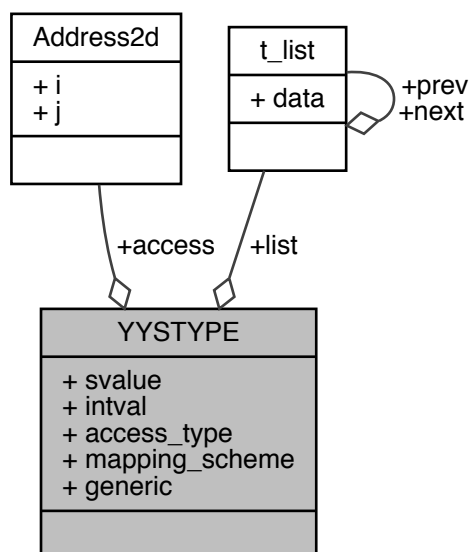 Address2d
+ i
+ j
t_list
+ data
+prev
+next
+access
+list
YYSTYPE
+ svalue
+ intval
+ access_type
+ mapping_scheme
+ generic